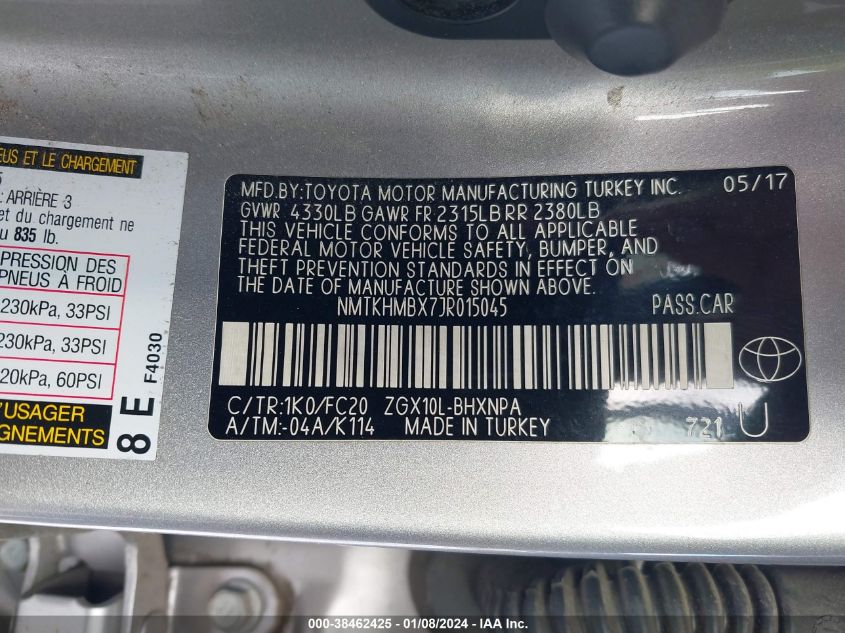 EUS ET LE CHARGEMENT
5
: ARRIÈRE 3
et du chargement ne
u 835 lb.
PRESSION DES
PNEUS À FROID
230kPa, 33PSI
230kPa, 33PSI
20kPa, 60PSI
'USAGER
GNEMENTS
8 E F4030
MFD.BY:TOYOTA MOTOR MANUFACTURING TURKEY INC. 05/17
GVWR 4330LB GAWR FR 2315LB RR 2380LB
THIS VEHICLE CONFORMS TO ALL APPLICABLE
FEDERAL MOTOR VEHICLE SAFETY, BUMPER, AND
THEFT PREVENTION STANDARDS IN EFFECT ON
THE DATE OF MANUFACTURE SHOWN ABOVE.
NMTKHMBX7JR015045 PASS.CAR
C/TR:1K0/FC20 ZGX10L-BHXNPA
A/TM:-04A/K114 MADE IN TURKEY 721 U
000-38462425 - 01/08/2024 - IAA Inc.